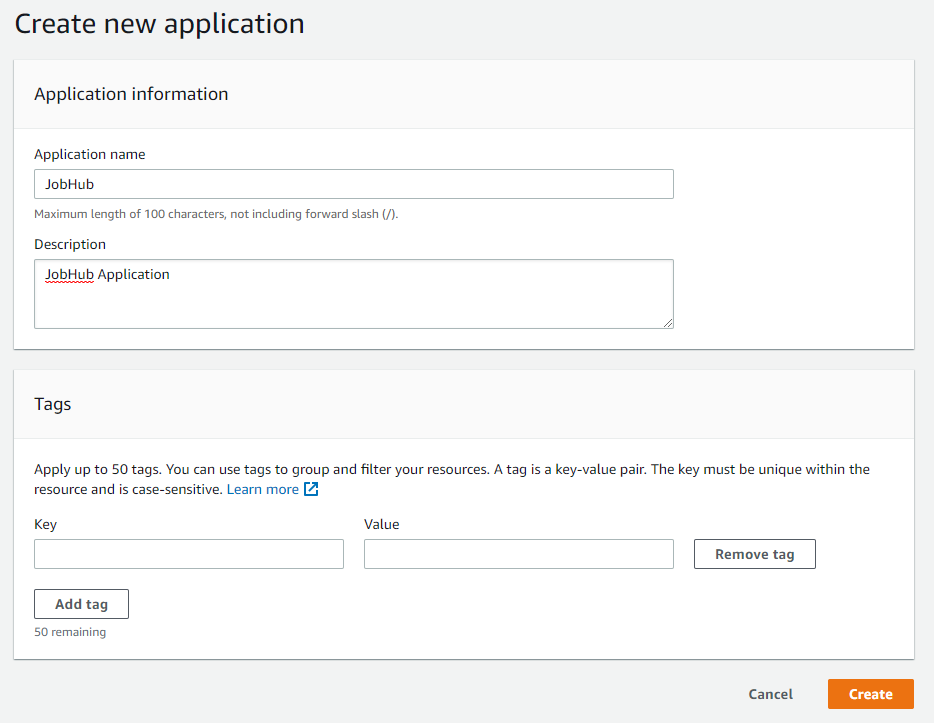 Create new application
Application information
Application name
JobHub
Maximum length of 100 characters, not including forward slash (/).
Description
JobHub Application
Tags
Apply up to 50 tags. You can use tags to group and filter your resources. A tag is a key-value pair. The key must be unique within the
resource and is case-sensitive. Learn more
Key Value
Remove tag
Add tag
50 remaining
Cancel Create